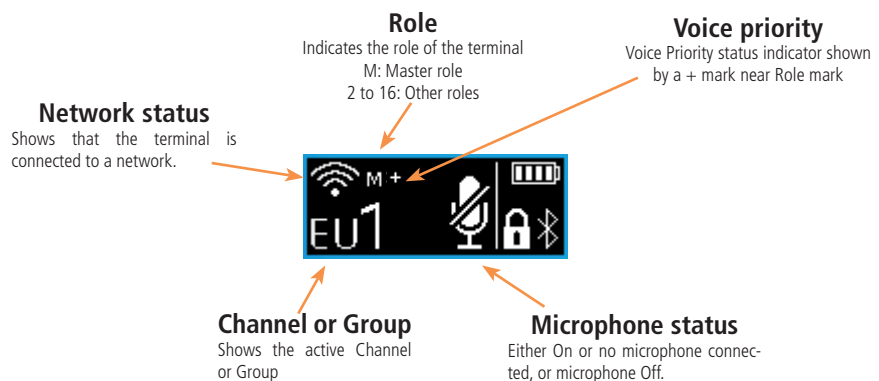 Role
Indicates the role of the terminal
M: Master role
2 to 16: Other roles
Voice priority
Voice Priority status indicator shown
by a + mark near Role mark
Network status
Shows that the terminal is
connected to a network.
M:+
EU1
Channel or Group
Shows the active Channel
or Group
Microphone status
Either On or no microphone connec-
ted, or microphone Off.